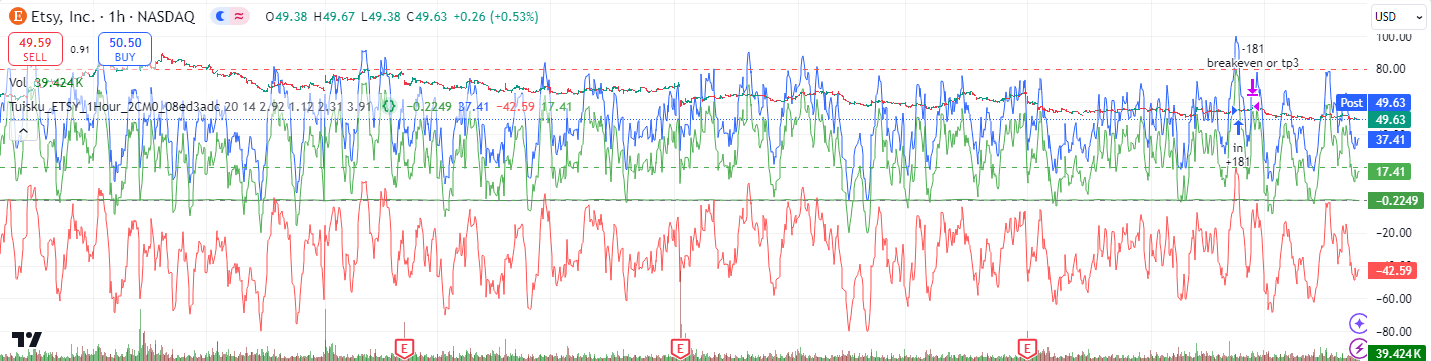 E Etsy, Inc. · 1h · NASDAQ O49.38 H49.67 L49.38 C49.63 +0.26 (+0.53%)
USD
49.59
SELL
0.91
50.50
BUY
Vol 39.424 K
Tuisku_ETSY_1Hour_2CM0_08ed3adc 20 14 2.92 1.12 2.31 3.91 −0.2249 37.41 −42.59 17.41
-181
breakeven or tp3
in
+181
100.00
80.00
Post 49.63
49.63
37.41
17.41
−0.2249
−20.00
−42.59
−60.00
−80.00
39.424 K
E
E
E